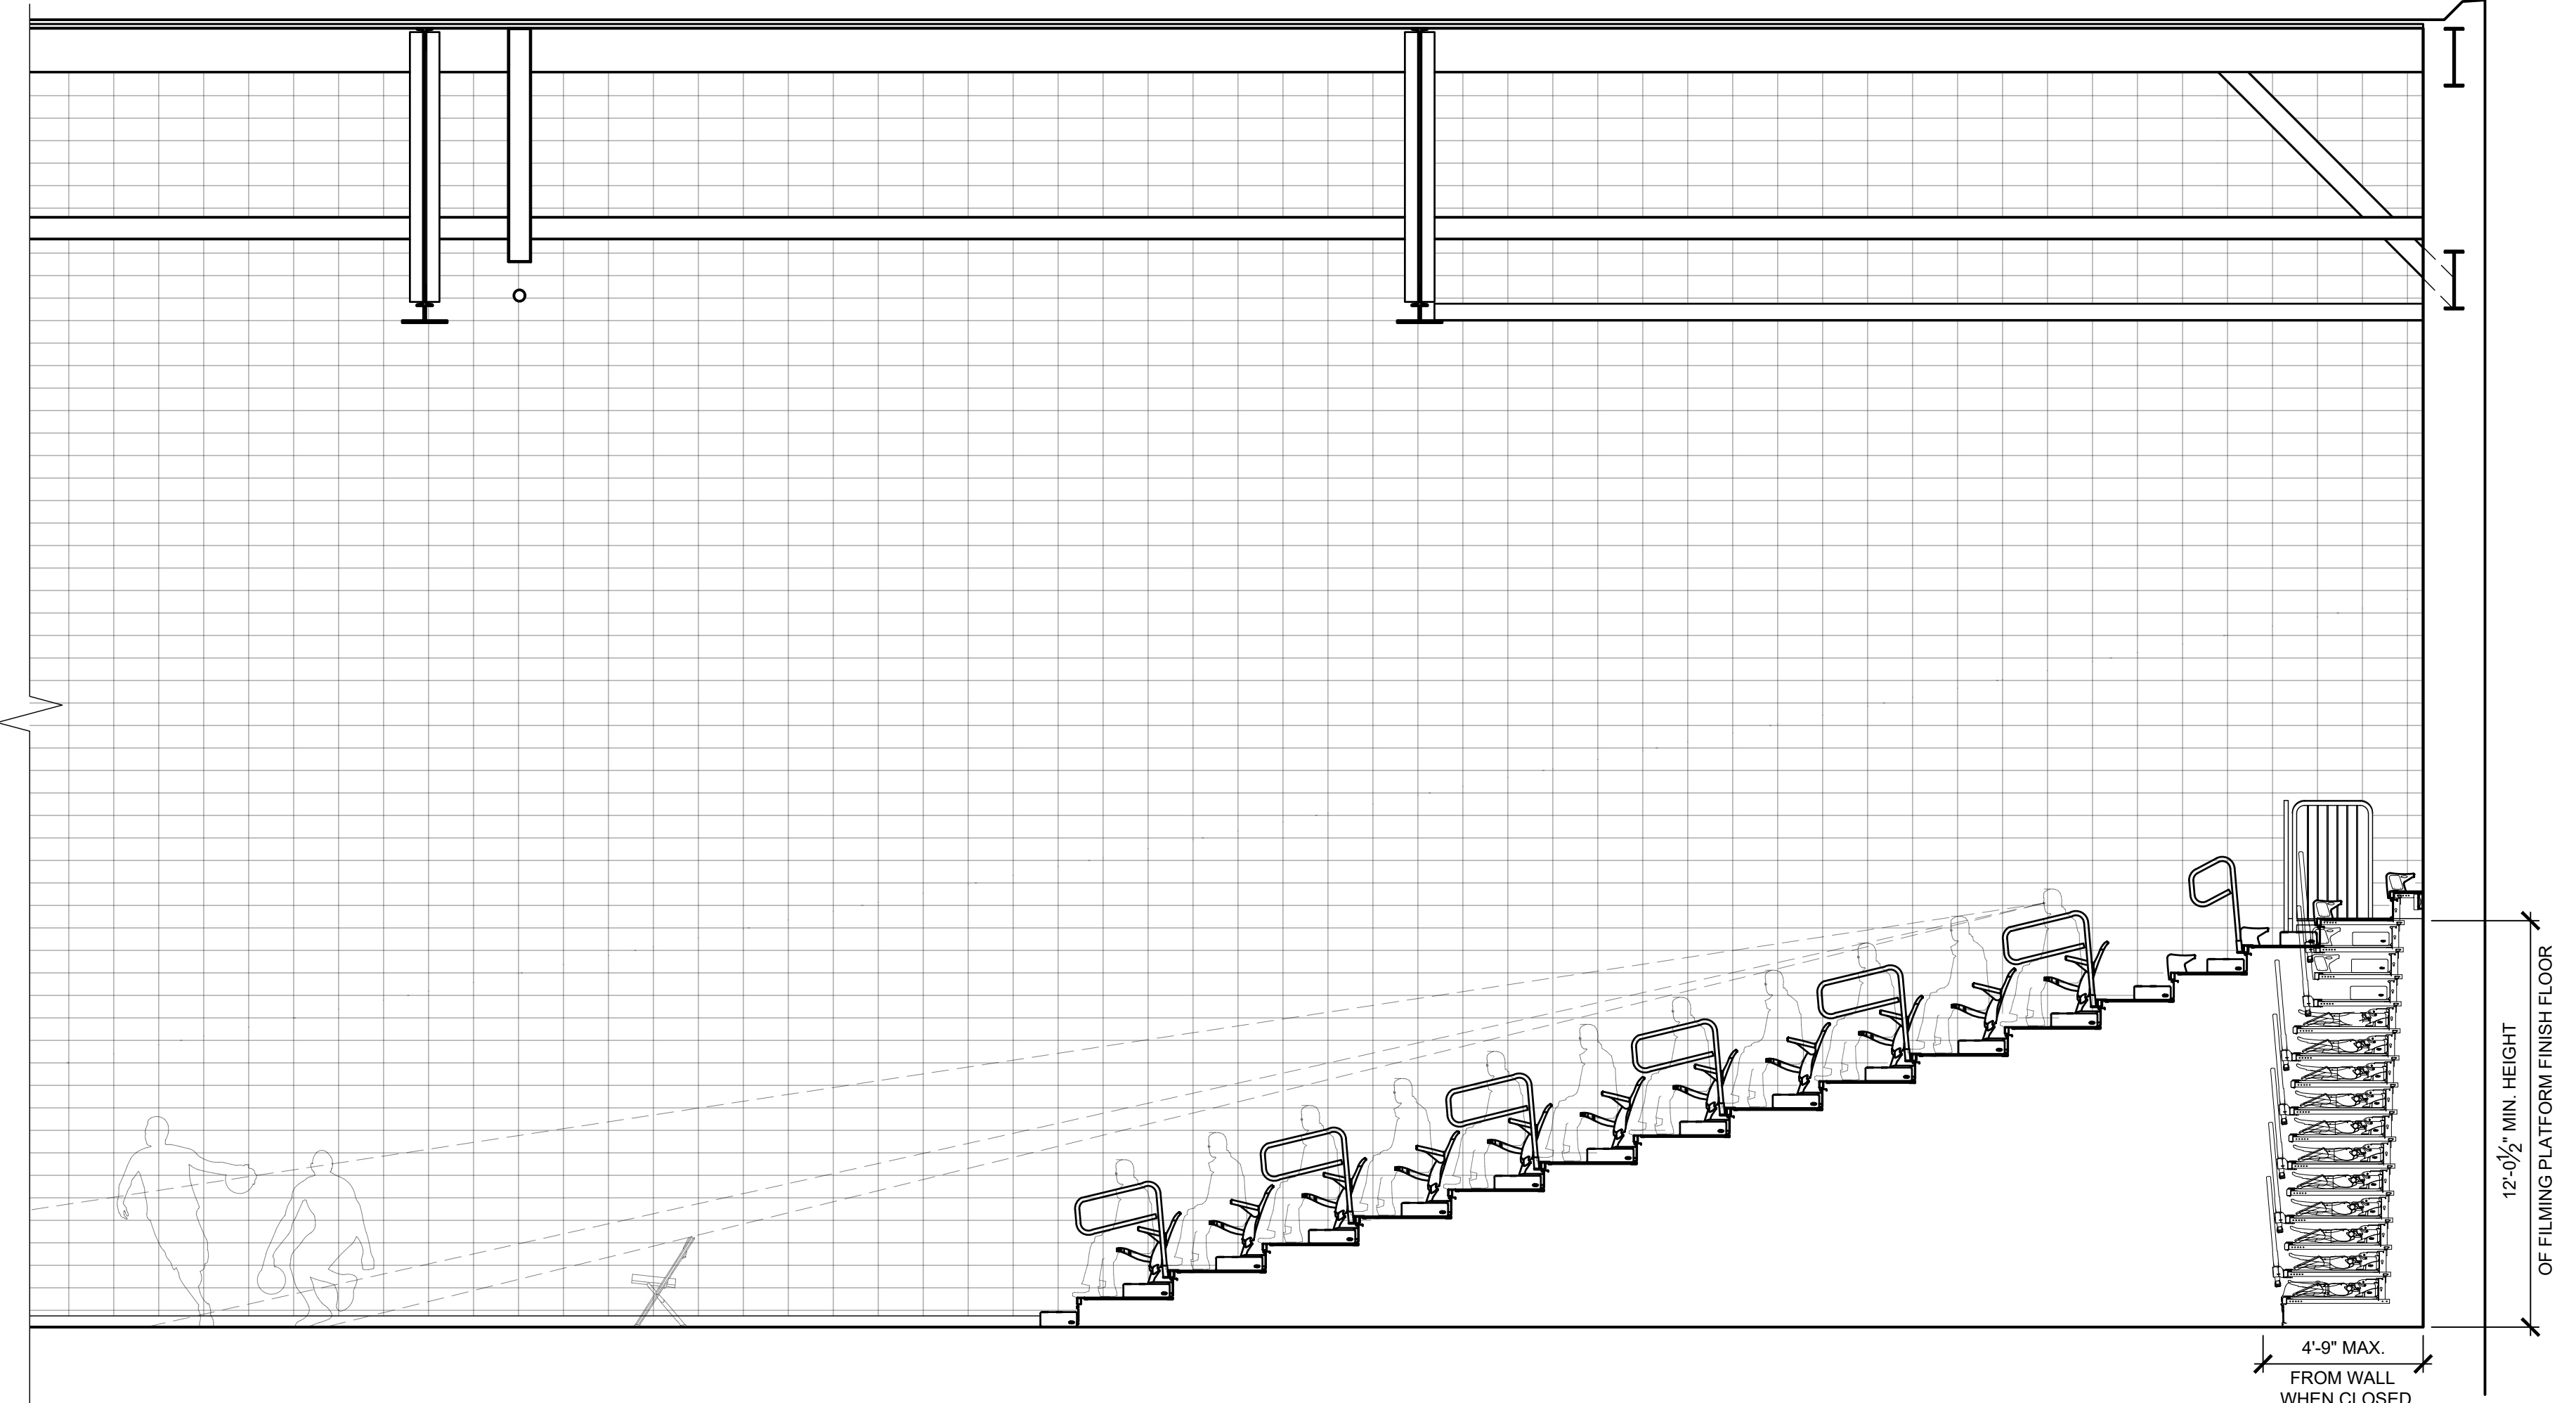 12'-0½" MIN. HEIGHT
OF FILMING PLATFORM FINISH FLOOR
4'-9" MAX.
FROM WALL
WHEN CLOSED